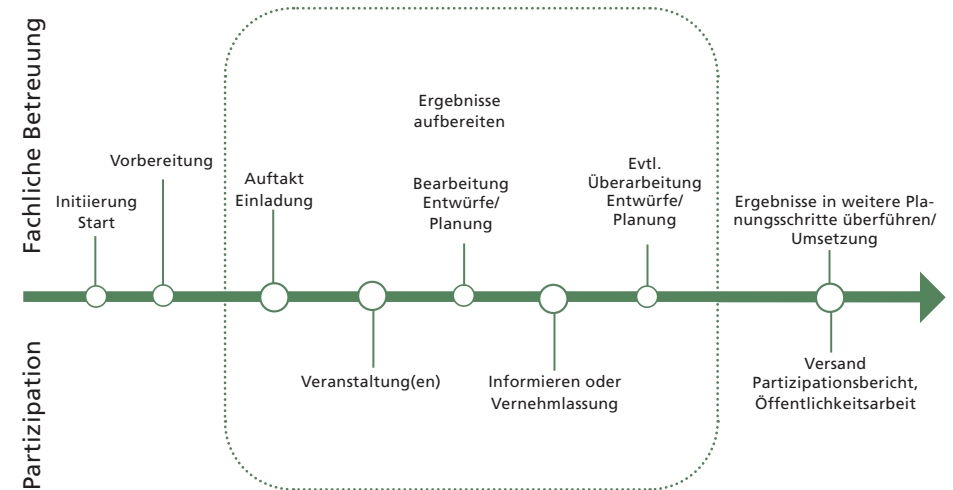 Fachliche Betreuung
Partizipation
Initiierung
Start
Vorbereitung
Auftakt
Einladung
Veranstaltung(en)
Ergebnisse
aufbereiten
Bearbeitung
Entwürfe/
Planung
Informieren oder
Vernehmlassung
Evtl.
Überarbeitung
Entwürfe/
Planung
Ergebnisse in weitere Pla-
nungsschritte überführen/
Umsetzung
Versand
Partizipationsbericht,
Öffentlichkeitsarbeit